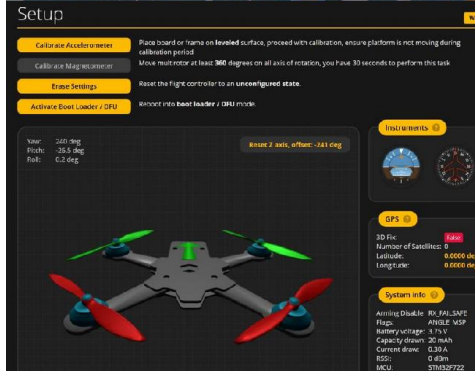 Setup
Calibrate Accelerometer
Place board or frame on leveled surface, proceed with calibration, ensure platform is not moving during
calibration period
Calibrate Magnetometer
Move multirotor at least 360 degrees on all axis of rotation, you have 30 seconds to perform this task
Erase Settings
Reset the flight controller to an unconfigured state.
Activate Boot Loader / DFU
Reboot into boot loader / DFU mode.
Yaw: 240 deg
Pitch: -25.5 deg
Roll: 0.2 deg
Reset Z axis, offset: -241 deg
Instruments
GPS
3D Fix: False
Number of Satellites: 0
Latitude: 0.0000 de
Longitude: 0.0000 de
System info
Arming Disable RX_FAILSAFE
Flags: ANGLE MSP
Battery voltage: 3.75 V
Capacity drawn: 20 mAh
Current draw: 0.30 A
RSSI: 0 dBm
MCU: STM32F722